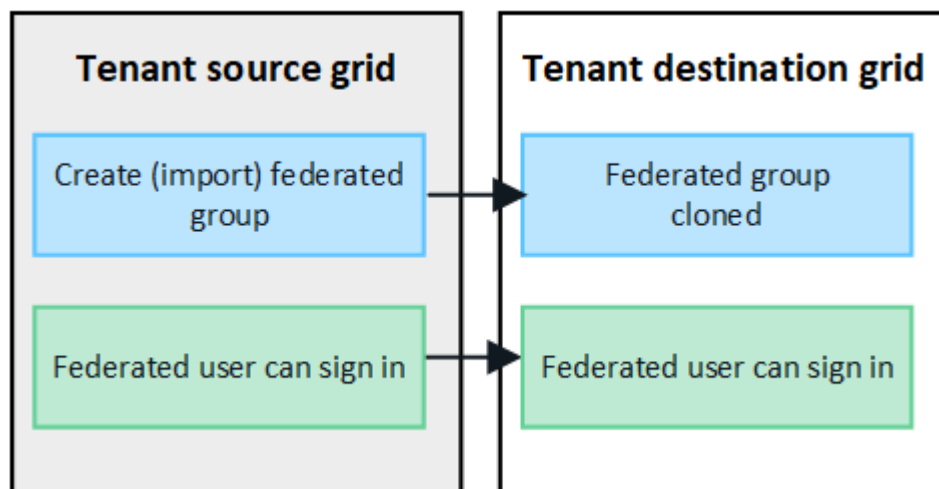 Tenant source grid
Create (import) federated
group
Federated user can sign in
Tenant destination grid
Federated group
cloned
Federated user can sign in